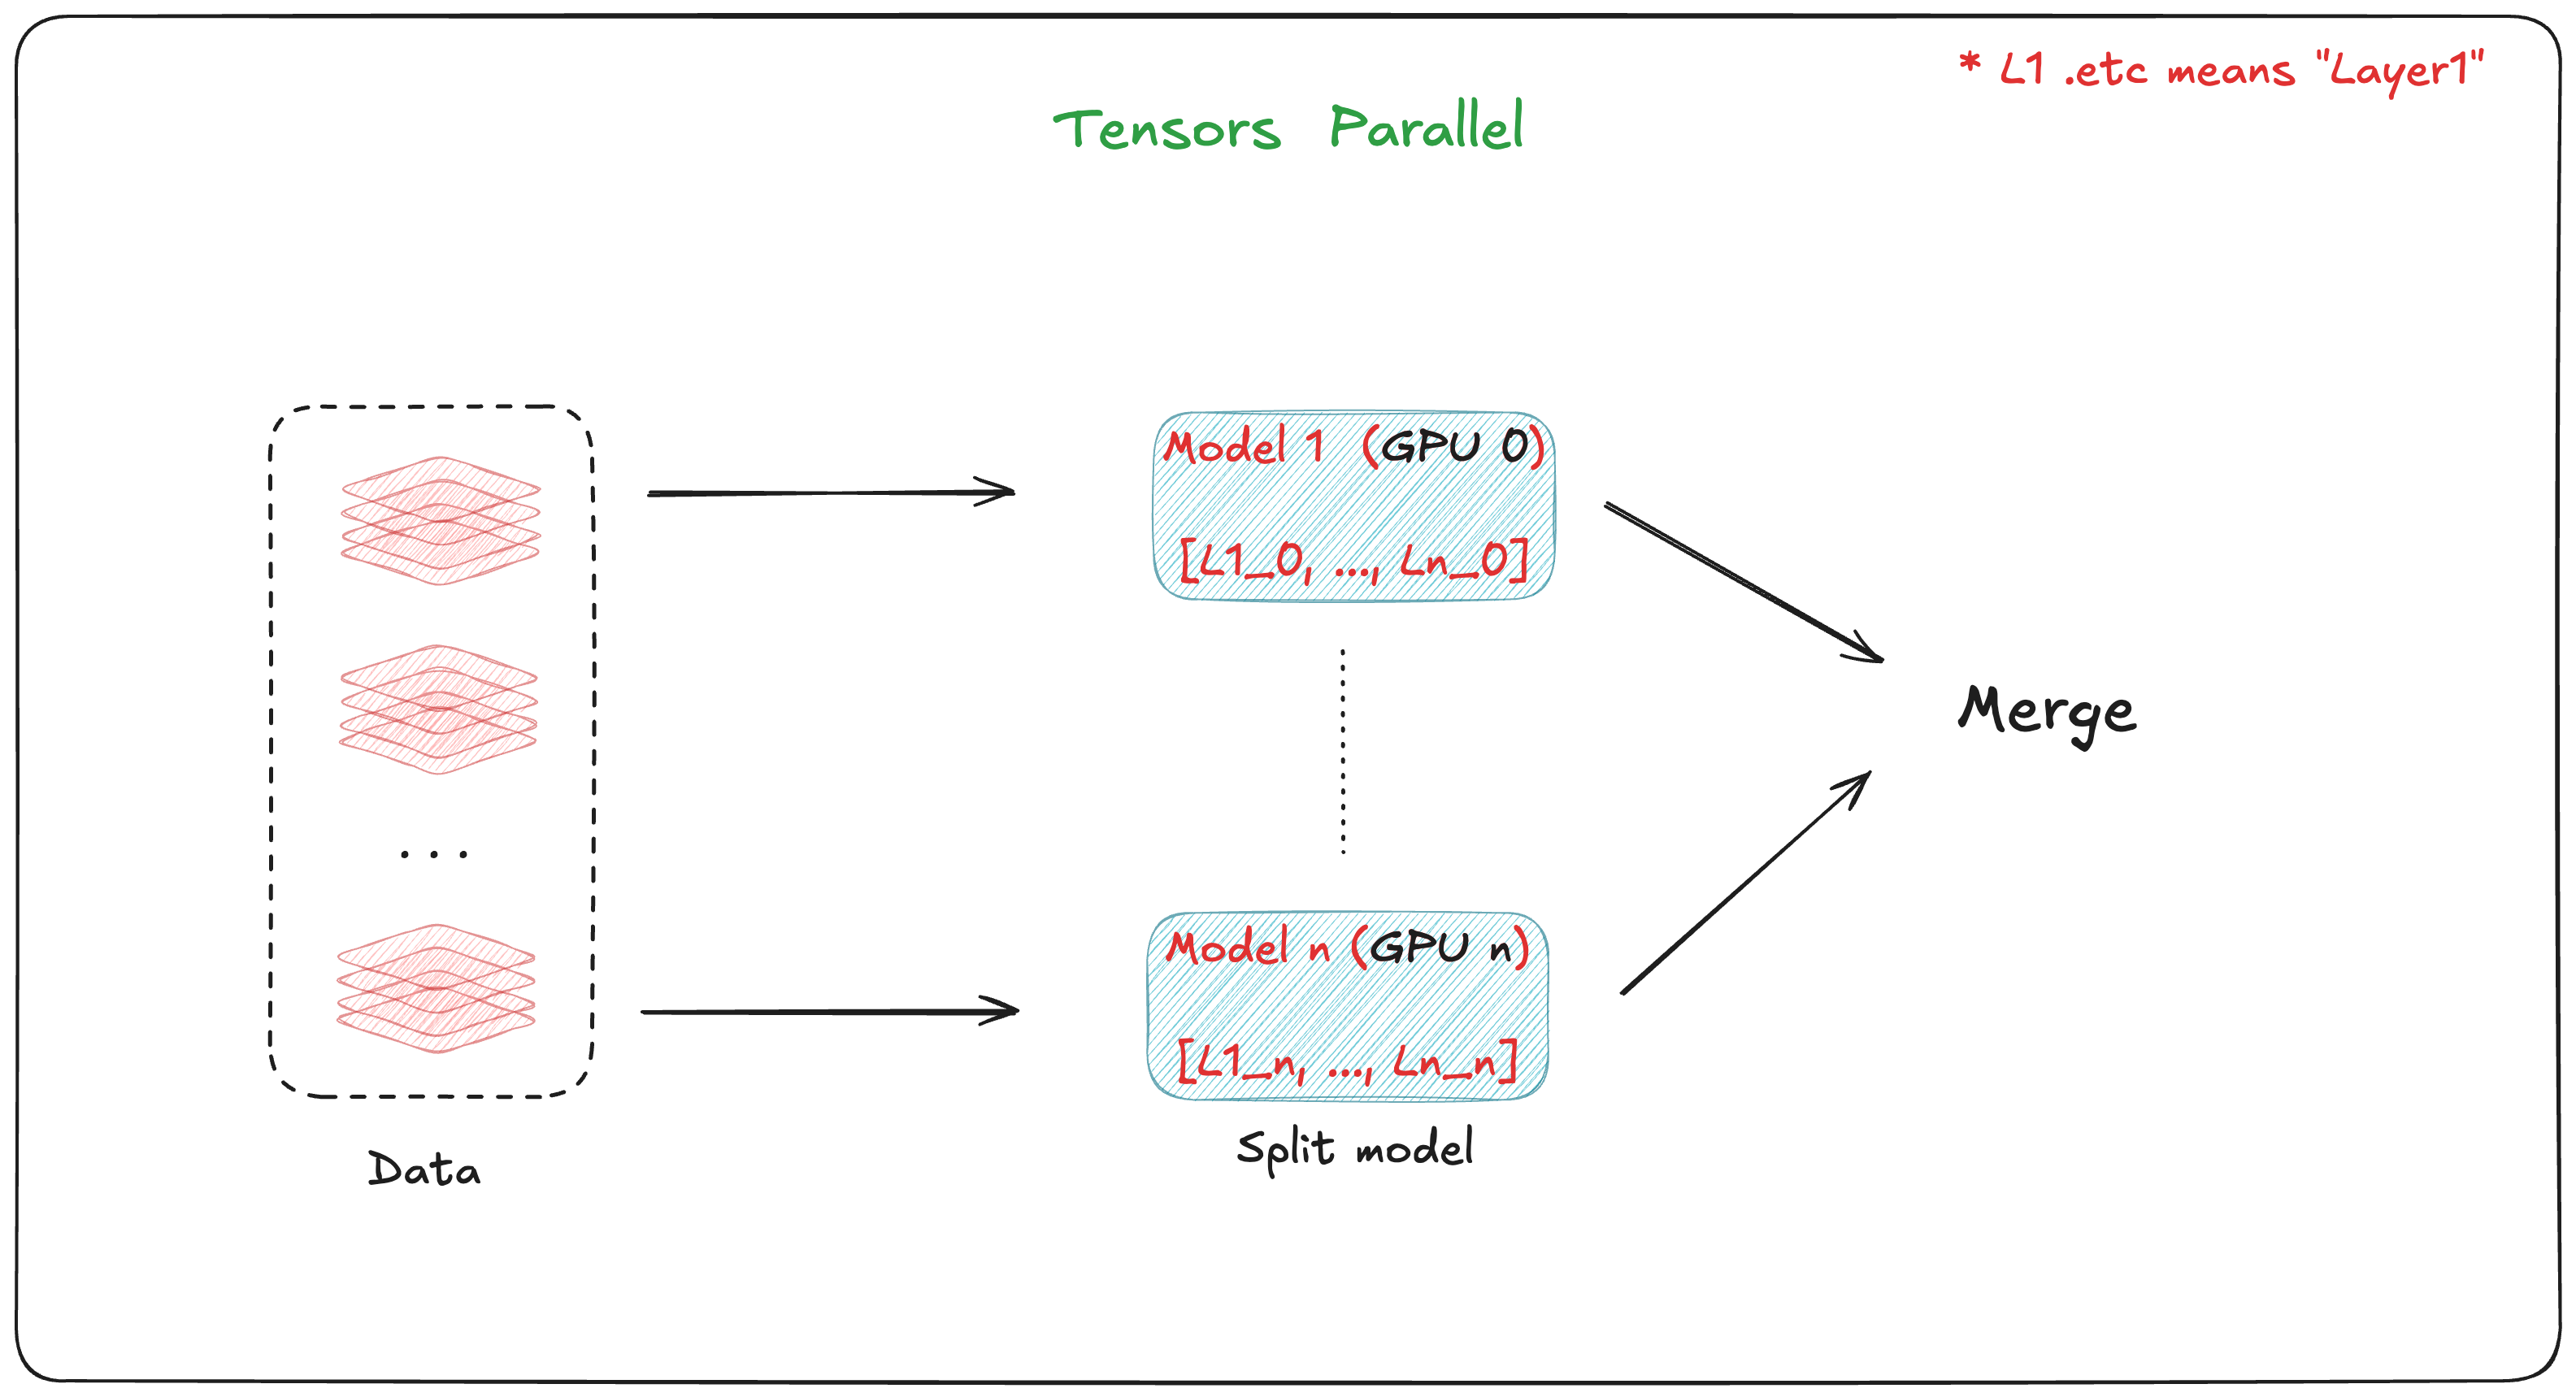 * L1 .etc means "Layer1"
Tensors Parallel
Model 1 (GPU 0)
[L1_0, ..., Ln_0]
Merge
...
Model n (GPU n)
[L1_n, ..., Ln_n]
Split model
Data